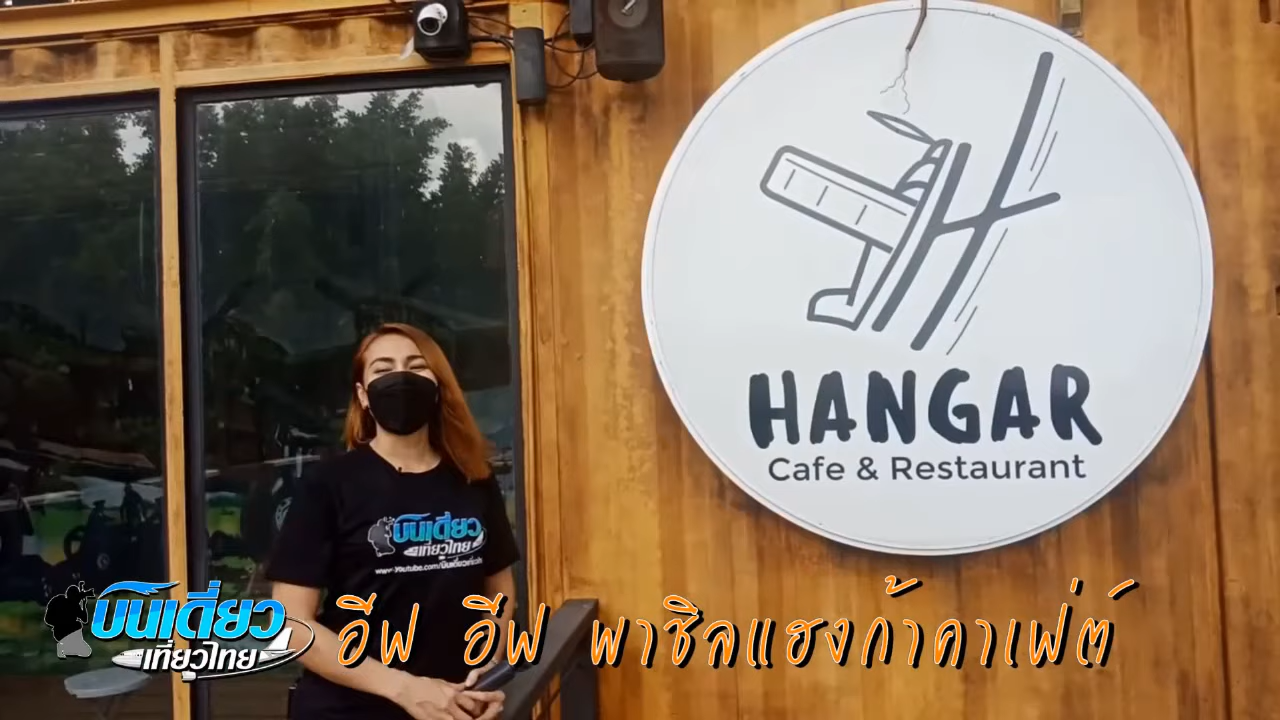 HANGAR
Cafe & Restaurant
บินเดี่ยว
เที่ยวไทย
บินเดี่ยว
เที่ยวไทย
อีฟ อีฟ พาชิลแฮงก้าคาเฟ่ต์